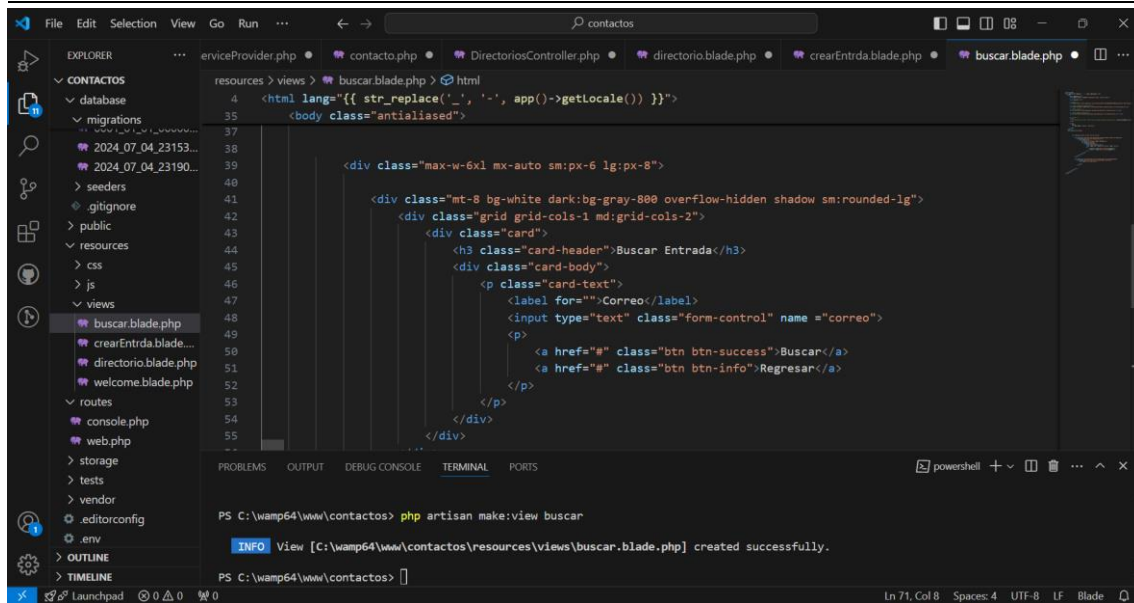 File Edit Selection View Go Run ··· contactos
EXPLORER ···
erviceProvider.php contacto.php DirectoriosController.php directorio.blade.php crearEntrda.blade.php buscar.blade.php
CONTACTOS
database
migrations
2024_07_04_23153...
2024_07_04_23190...
seeders
.gitignore
public
resources
css
js
views
buscar.blade.php
crearEntrda.blade....
directorio.blade.php
welcome.blade.php
routes
console.php
web.php
storage
tests
vendor
.editorconfig
.env
OUTLINE
TIMELINE
11
1
resources > views > buscar.blade.php > html
4 <html lang="{{ str_replace('_', '-', app()->getLocale()) }}">
35 <body class="antialiased">
37
38
39 <div class="max-w-6xl mx-auto sm:px-6 lg:px-8">
40
41 <div class="mt-8 bg-white dark:bg-gray-800 overflow-hidden shadow sm:rounded-lg">
42 <div class="grid grid-cols-1 md:grid-cols-2">
43 <div class="card">
44 <h3 class="card-header">Buscar Entrada</h3>
45 <div class="card-body">
46 <p class="card-text">
47 <label for="">Correo</label>
48 <input type="text" class="form-control" name ="correo">
49 <p>
50 <a href="#" class="btn btn-success">Buscar</a>
51 <a href="#" class="btn btn-info">Regresar</a>
52 </p>
53 </p>
54 </div>
55 </div>
PROBLEMS OUTPUT DEBUG CONSOLE TERMINAL PORTS powershell
PS C:\wamp64\www\contactos> php artisan make:view buscar
INFO View [C:\wamp64\www\contactos\resources\views\buscar.blade.php] created successfully.
PS C:\wamp64\www\contactos>
Launchpad 0 0 0 Ln 71, Col 8 Spaces: 4 UTF-8 LF Blade